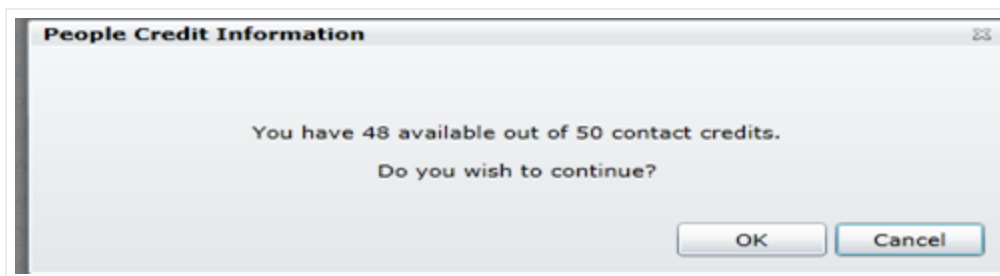 People Credit Information
You have 48 available out of 50 contact credits.
Do you wish to continue?
OK
Cancel